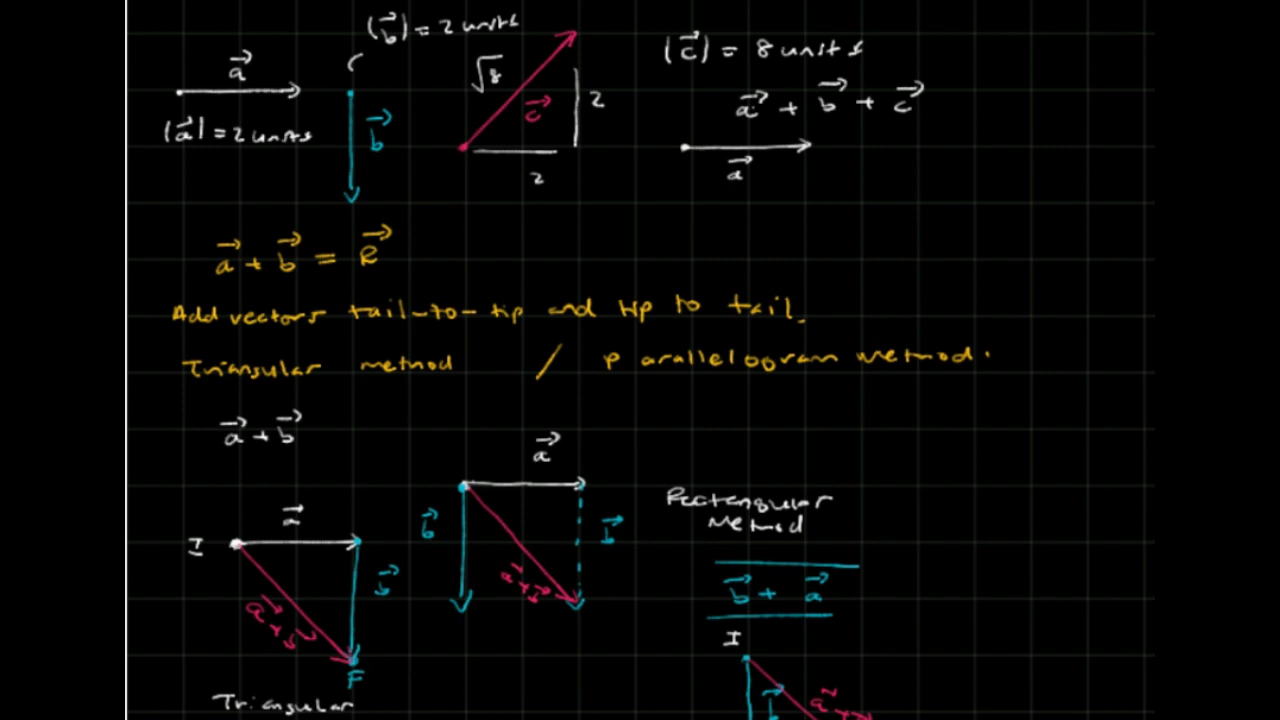 |b⃗| = 2 units
a⃗
√8
|c⃗| = 8 units
b⃗
c⃗
2
a⃗ + b⃗ + c⃗
|a⃗| = 2 units
2
a⃗
a⃗ + b⃗ = R⃗
Add vectors tail-to-tip and tip to tail.
Triangular method / parallelogram method.
a⃗ + b⃗
a⃗
Rectangular
Method
a⃗
b⃗
b⃗
I
b⃗
a⃗+b⃗
b⃗ + a⃗
a⃗+b⃗
I
F
b⃗
Triangular